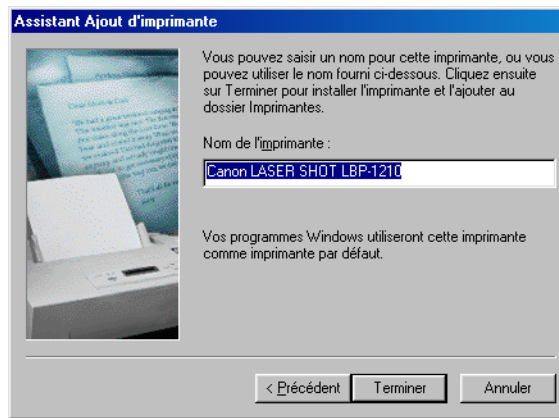 Assistant Ajout d'imprimante
Vous pouvez saisir un nom pour cette imprimante, ou vous
pouvez utiliser le nom fourni ci-dessous. Cliquez ensuite
sur Terminer pour installer l'imprimante et l'ajouter au
dossier Imprimantes.
Nom de l'imprimante :
Canon LASER SHOT LBP-1210
Vos programmes Windows utiliseront cette imprimante
comme imprimante par défaut.
< Précédent
Terminer
Annuler